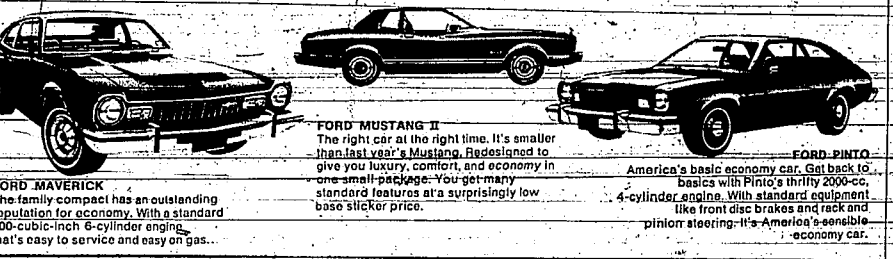 FORD MUSTANG II
The right car at the right time. It's smaller
than last year's Mustang. Redesigned to
give you luxury, comfort, and economy in
one small package. You get many
standard features at a surprisingly low
base sticker price.
FORD PINTO
America's basic economy car. Get back to
basics with Pinto's thrifty 2000-cc,
4-cylinder engine. With standard equipment
like front disc brakes and rack and
pinion steering. It's America's sensible
economy car.
ORD MAVERICK
he family compact has an outstanding
eputation for economy. With a standard
00-cubic-inch 6-cylinder engine
hat's easy to service and easy on gas.